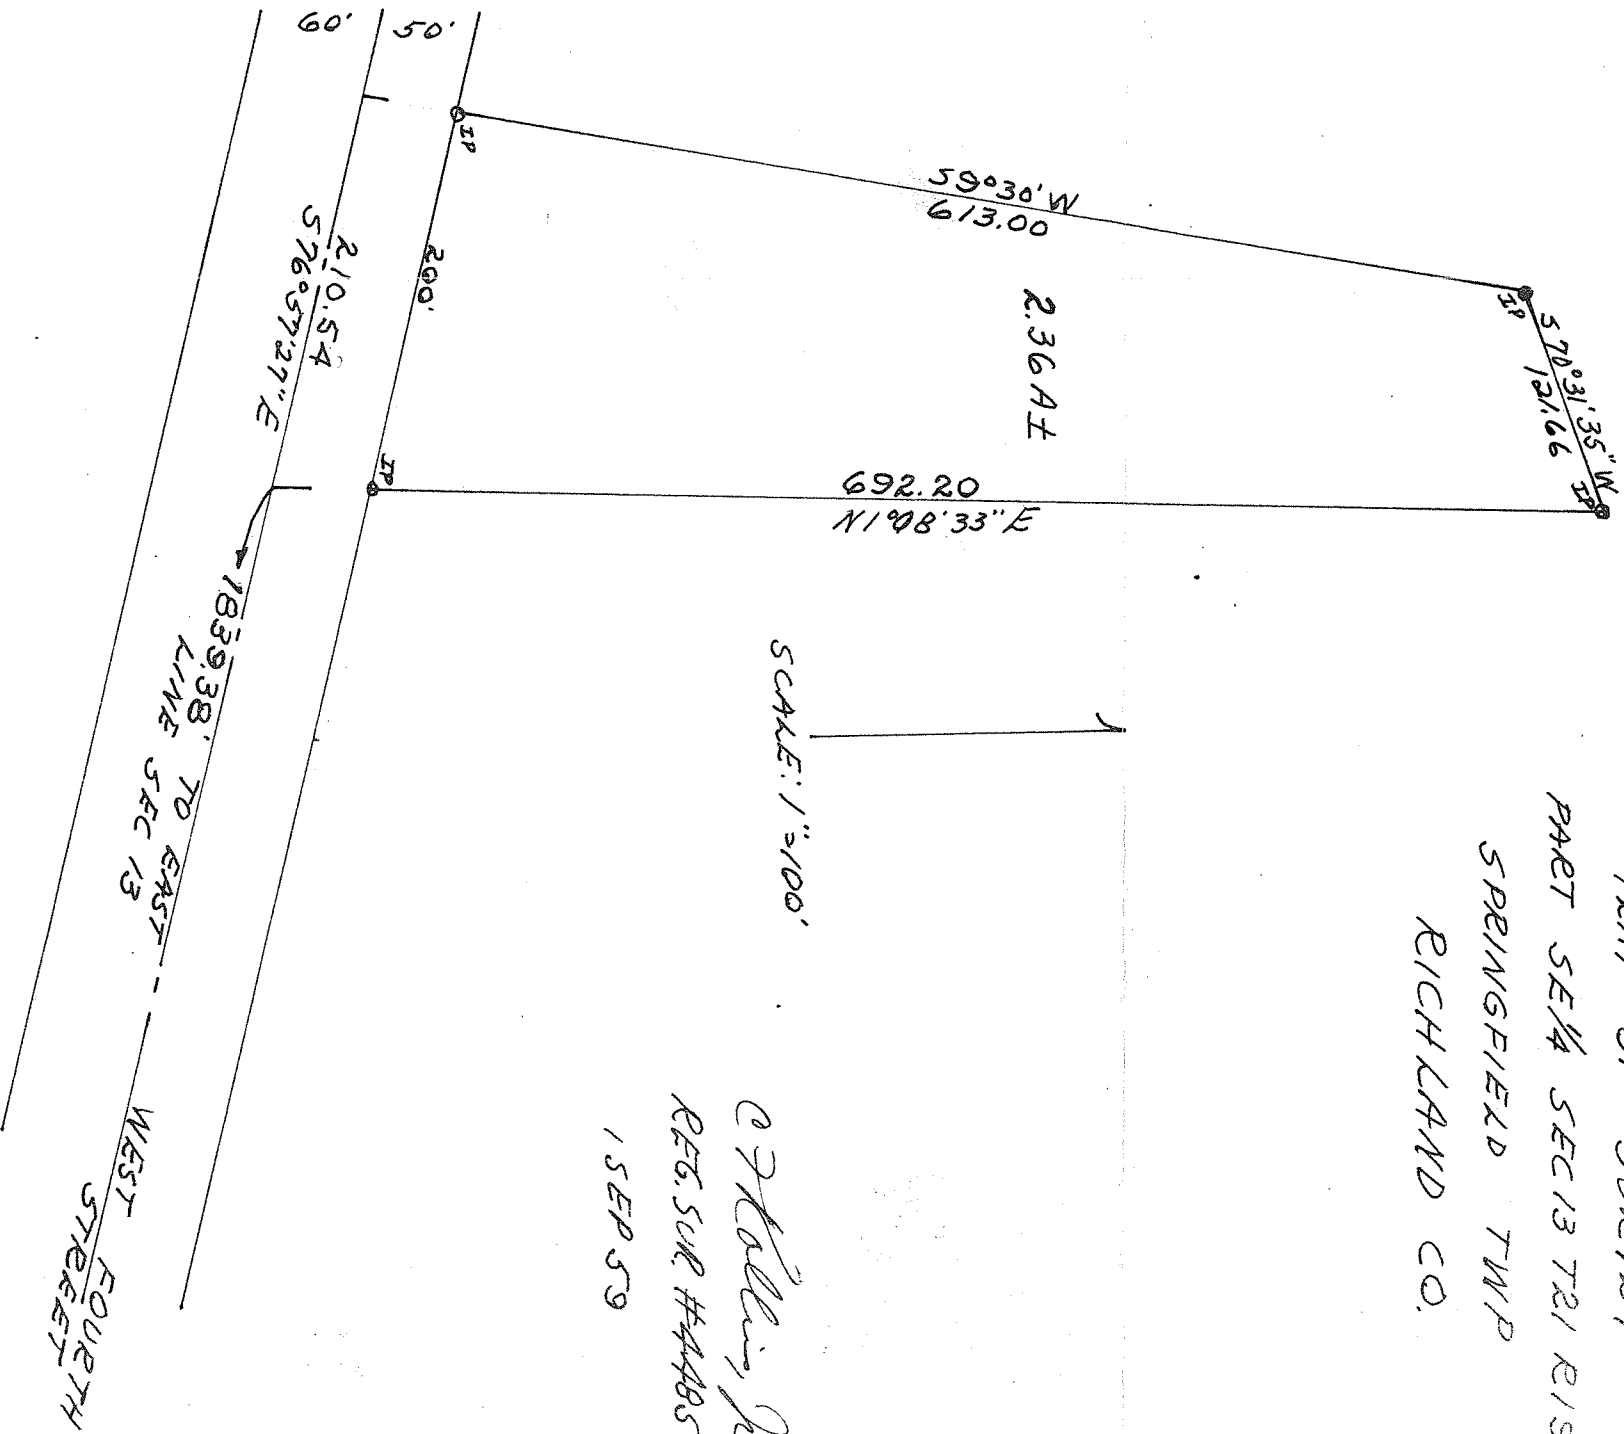 PART SE1/4 SEC 13 T21 R19
SPRINGFIELD TWP
RICHLAND CO.
S70°31'35"W
121.66
IP
IP
S9°30'W
613.00
2.36 A±
692.20
N1°08'33"E
SCALE: 1"=100'
IP
IP
200'
50'
60'
210.54
S76°57'27"E
1839.38' TO EAST
LINE SEC 13
WEST FOURTH
STREET
REG. SUR. #4485
1 SEP 59